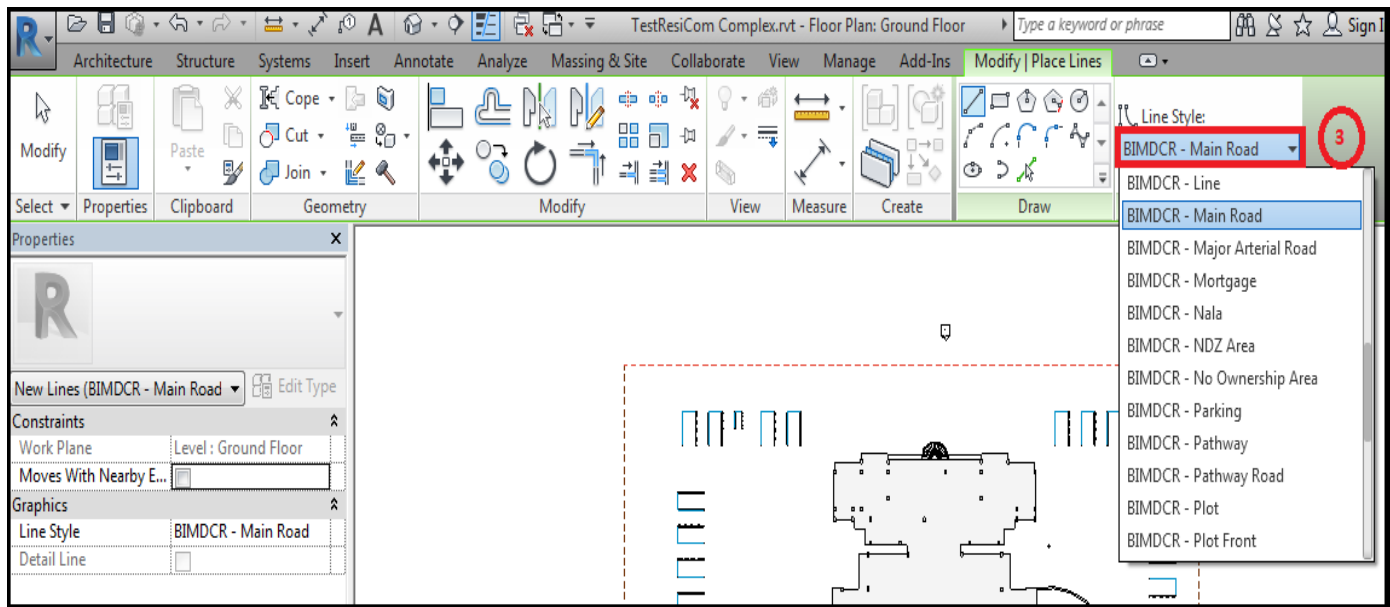 TestResiCom Complex.rvt - Floor Plan: Ground Floor
Type a keyword or phrase
Sign I
Architecture Structure Systems Insert Annotate Analyze Massing & Site Collaborate View Manage Add-Ins Modify | Place Lines
Modify
Paste
Cope
Cut
Join
Line Style:
BIMDCR - Main Road
3
Select Properties Clipboard Geometry Modify View Measure Create Draw
BIMDCR - Line
BIMDCR - Main Road
BIMDCR - Major Arterial Road
BIMDCR - Mortgage
BIMDCR - Nala
BIMDCR - NDZ Area
BIMDCR - No Ownership Area
BIMDCR - Parking
BIMDCR - Pathway
BIMDCR - Pathway Road
BIMDCR - Plot
BIMDCR - Plot Front
Properties X
R
New Lines (BIMDCR - Main Road Edit Type
Constraints
Work Plane Level : Ground Floor
Moves With Nearby E...
Graphics
Line Style BIMDCR - Main Road
Detail Line